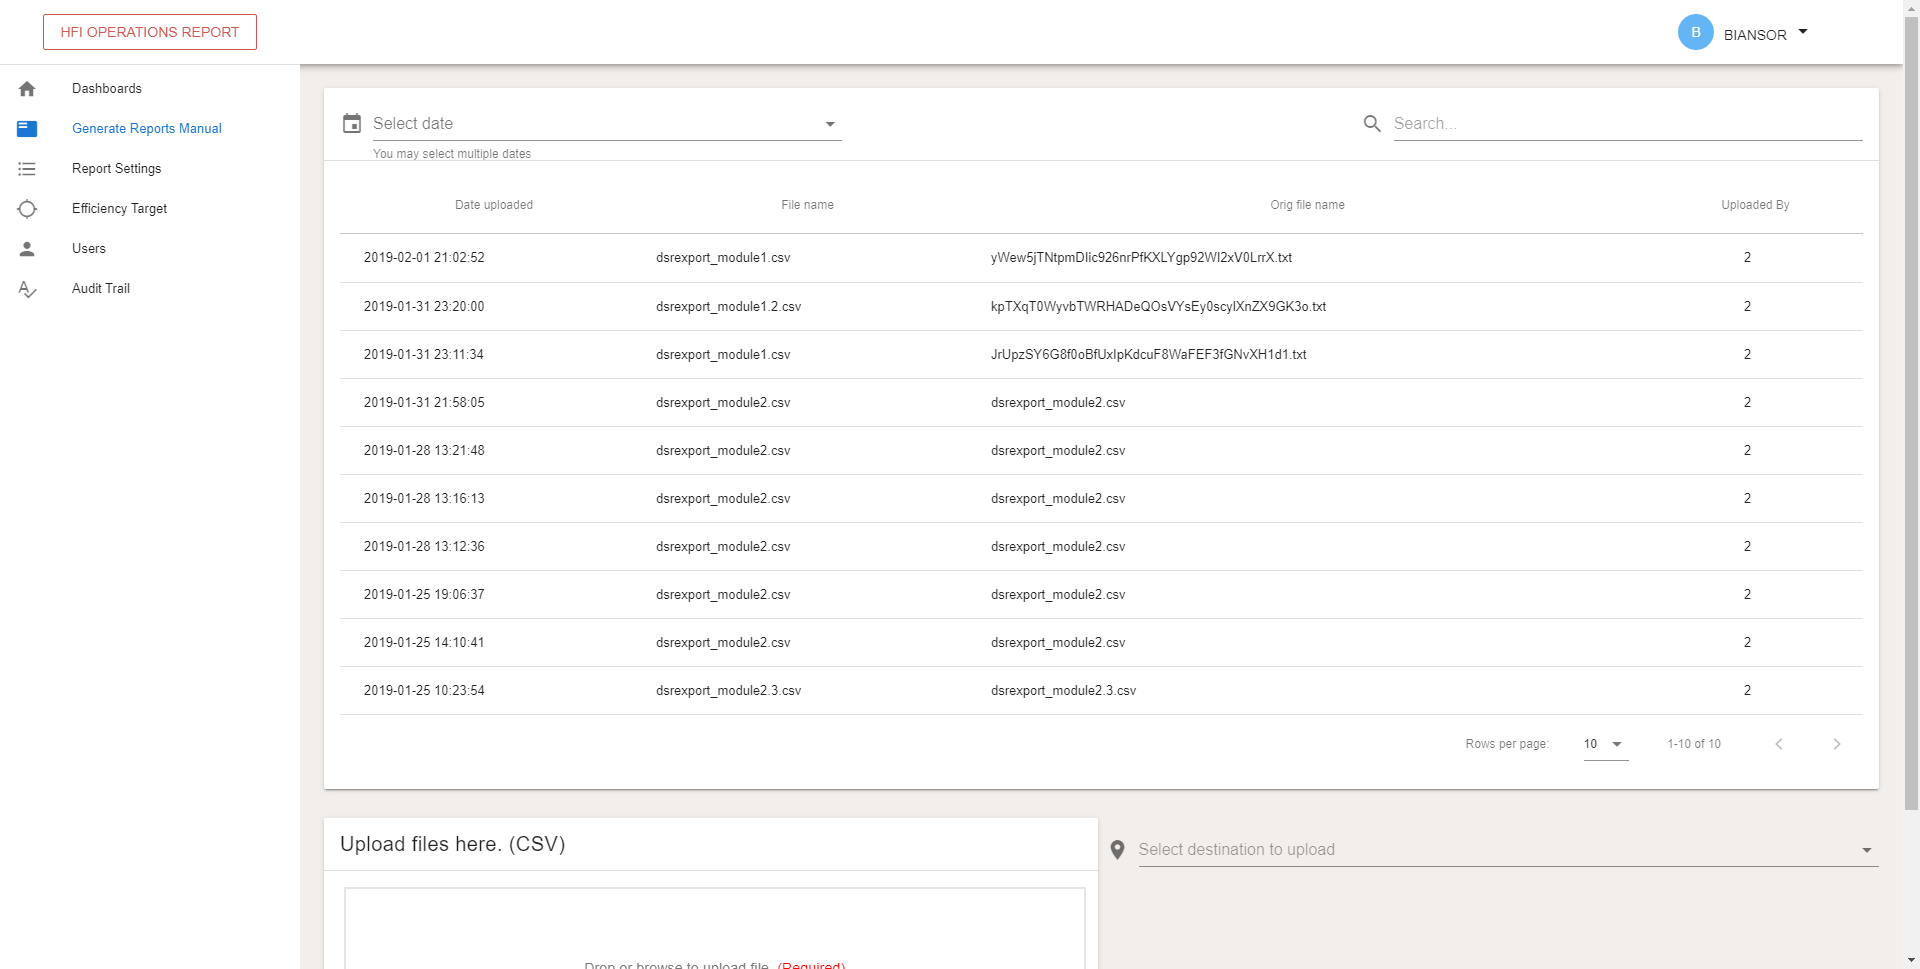 HFI OPERATIONS REPORT
B BIANSOR
Dashboards
Generate Reports Manual
Report Settings
Efficiency Target
Users
Audit Trail
Select date
You may select multiple dates
Search...
Date uploaded File name Orig file name Uploaded By
2019-02-01 21:02:52 dsrexport_module1.csv yWew5jTNtpmDIic926nrPfKXLYgp92WI2xV0LrrX.txt 2
2019-01-31 23:20:00 dsrexport_module1.2.csv kpTXqT0WyvbTWRHADeQOsVYsEy0scyIXnZX9GK3o.txt 2
2019-01-31 23:11:34 dsrexport_module1.csv JrUpzSY6G8f0oBfUxIpKdcuF8WaFEF3fGNvXH1d1.txt 2
2019-01-31 21:58:05 dsrexport_module2.csv dsrexport_module2.csv 2
2019-01-28 13:21:48 dsrexport_module2.csv dsrexport_module2.csv 2
2019-01-28 13:16:13 dsrexport_module2.csv dsrexport_module2.csv 2
2019-01-28 13:12:36 dsrexport_module2.csv dsrexport_module2.csv 2
2019-01-25 19:06:37 dsrexport_module2.csv dsrexport_module2.csv 2
2019-01-25 14:10:41 dsrexport_module2.csv dsrexport_module2.csv 2
2019-01-25 10:23:54 dsrexport_module2.3.csv dsrexport_module2.3.csv 2
Rows per page: 10 1-10 of 10
Upload files here. (CSV)
Select destination to upload
Drop or browse to upload file. (Required)